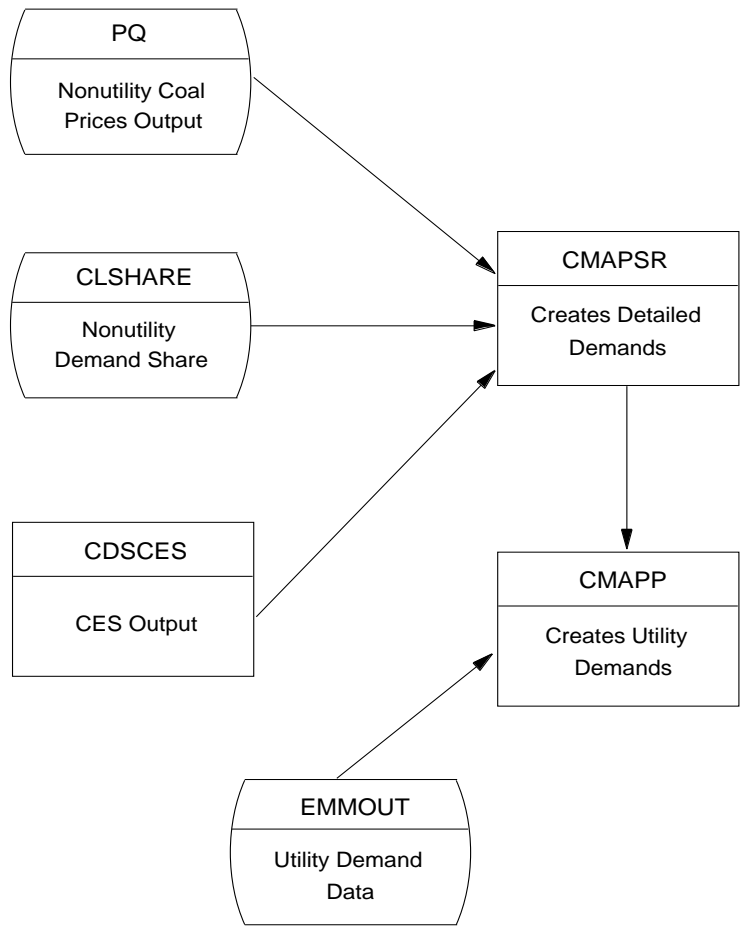 PQ
Nonutility Coal
Prices Output
CLSHARE
Nonutility
Demand Share
CMAPSR
Creates Detailed
Demands
CDSCES
CES Output
CMAPP
Creates Utility
Demands
EMMOUT
Utility Demand
Data